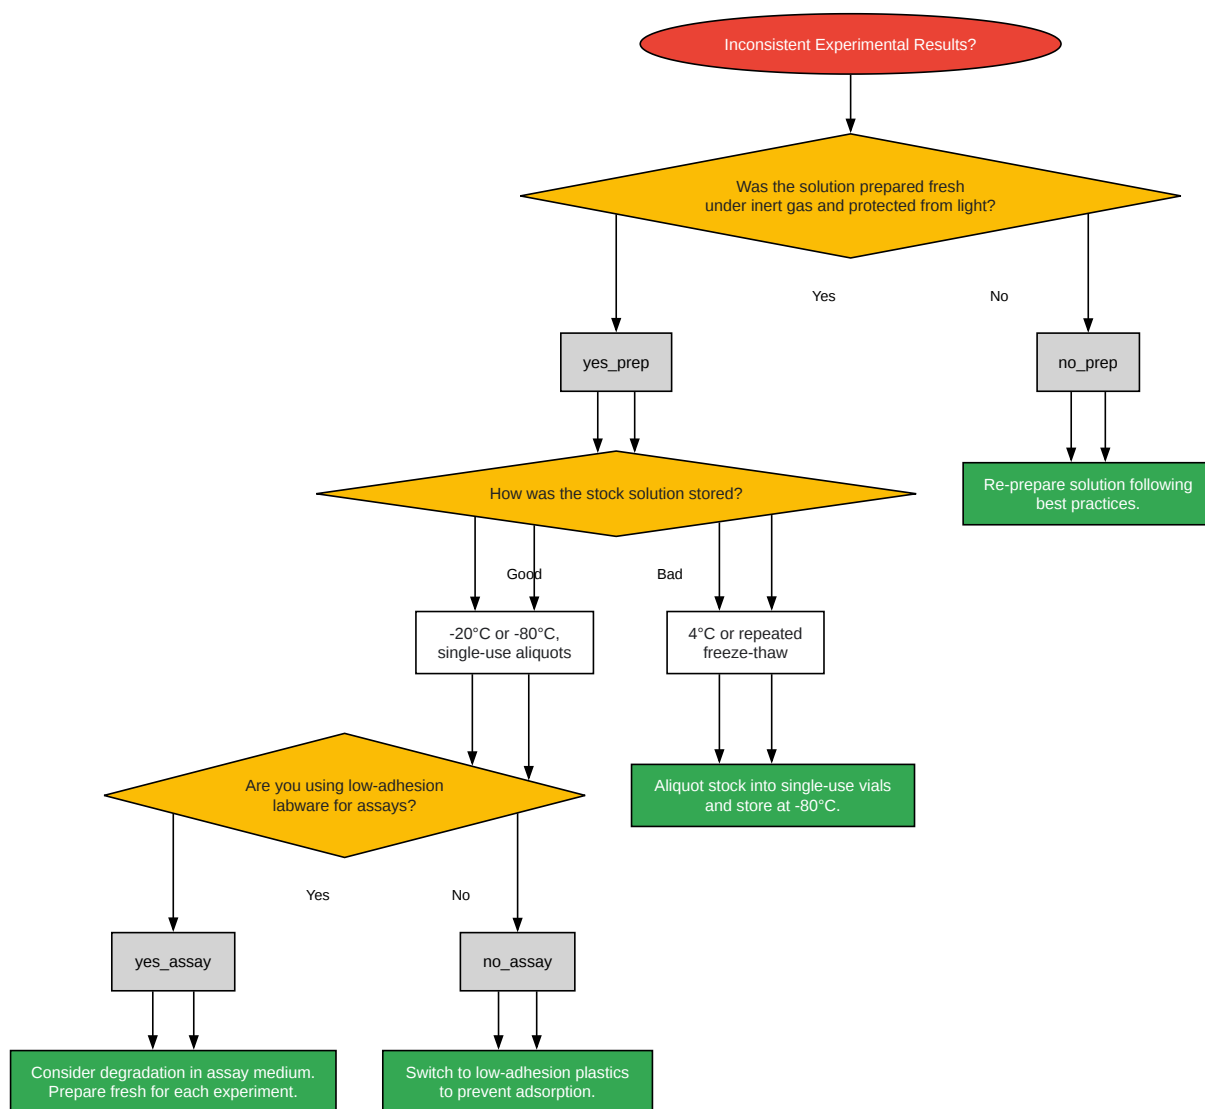 Inconsistent Experimental Results?
Was the solution prepared fresh
under inert gas and protected from light?
Yes
No
yes_prep
no_prep
How was the stock solution stored?
Re-prepare solution following
best practices.
Good
Bad
-20°C or -80°C,
single-use aliquots
4°C or repeated
freeze-thaw
Are you using low-adhesion
labware for assays?
Aliquot stock into single-use vials
and store at -80°C.
Yes
No
yes_assay
no_assay
Consider degradation in assay medium.
Prepare fresh for each experiment.
Switch to low-adhesion plastics
to prevent adsorption.